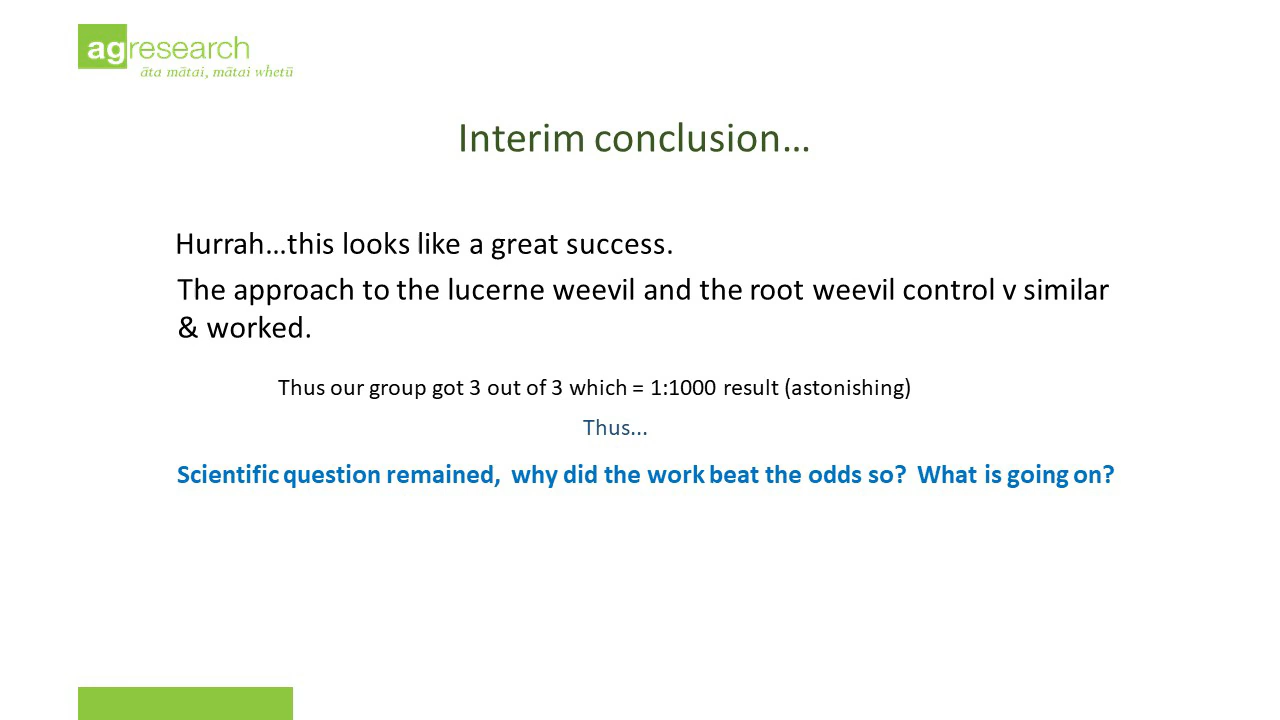 agresearch
āta mātai, mātai whetū
Interim conclusion…
Hurrah…this looks like a great success.
The approach to the lucerne weevil and the root weevil control v similar
& worked.
Thus our group got 3 out of 3 which = 1:1000 result (astonishing)
Thus...
Scientific question remained, why did the work beat the odds so? What is going on?